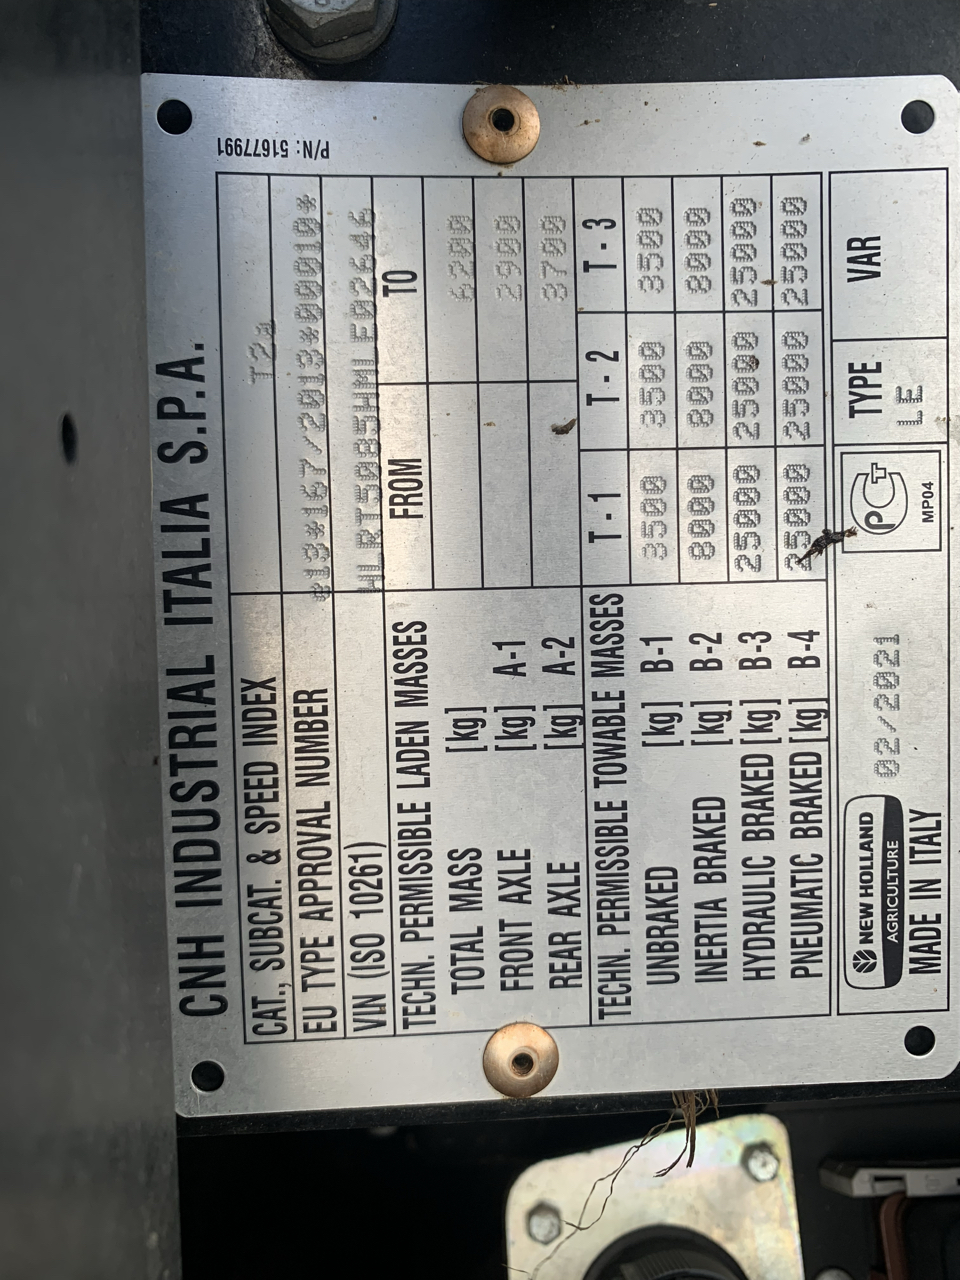 P/N: 51677991
CNH INDUSTRIAL ITALIA S.P.A.
CAT., SUBCAT. & SPEED INDEX T2a
EU TYPE APPROVAL NUMBER e13*167/2013*00010*
VIN (ISO 10261) HLRT5085HMLE02646
TECHN. PERMISSIBLE LADEN MASSES FROM TO
TOTAL MASS [kg] 6200
FRONT AXLE [kg] A-1 2900
REAR AXLE [kg] A-2 3700
TECHN. PERMISSIBLE TOWABLE MASSES T-1 T-2 T-3
UNBRAKED [kg] B-1 3500 3500 3500
INERTIA BRAKED [kg] B-2 8000 8000 8000
HYDRAULIC BRAKED [kg] B-3 25000 25000 25000
PNEUMATIC BRAKED [kg] B-4 25000 25000 25000
NEW HOLLAND
AGRICULTURE
MADE IN ITALY
02/2021
PCT
MP04
TYPE VAR
LE